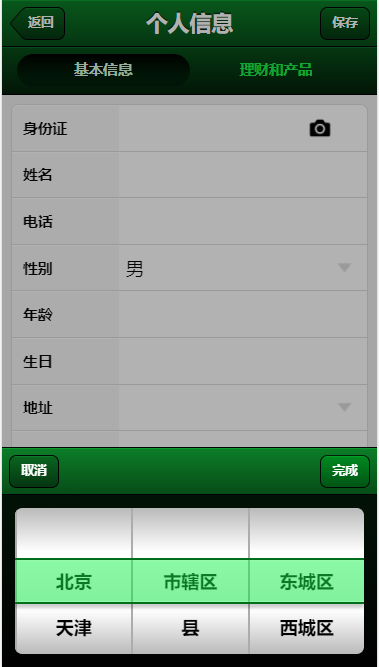 返回 个人信息 保存
基本信息 理财和产品
身份证
姓名
电话
性别 男
年龄
生日
地址
取消 完成
北京 市辖区 东城区
天津 县 西城区